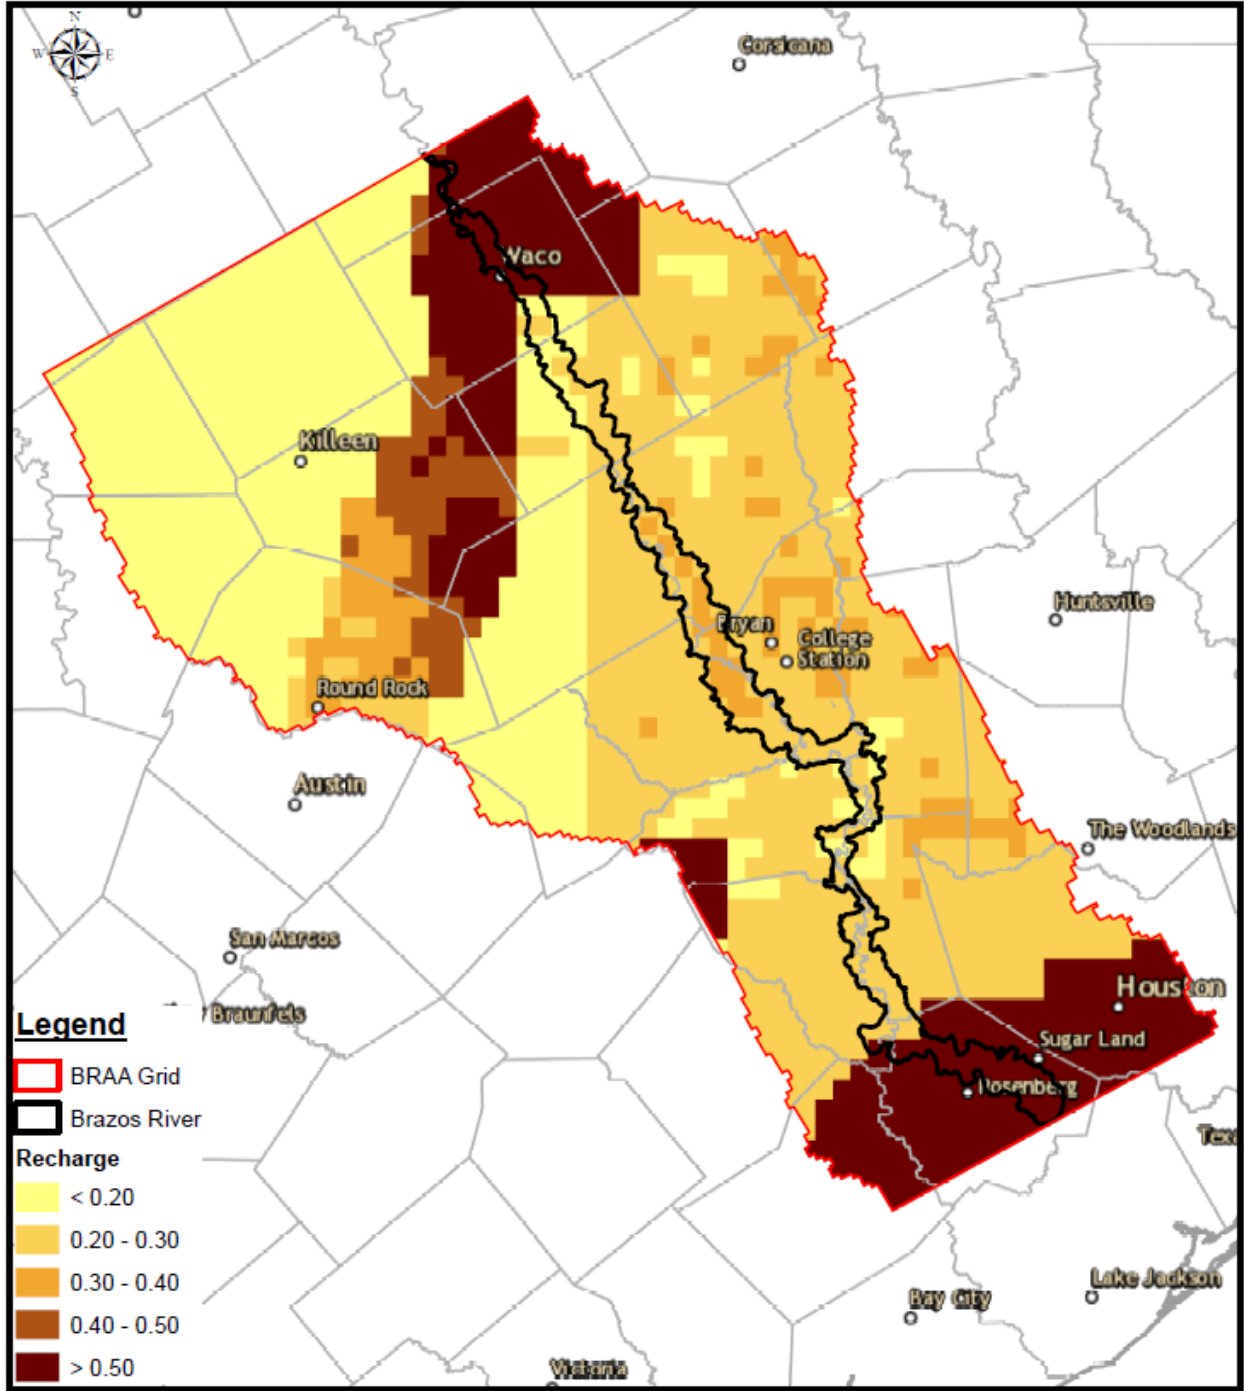 N
W E
S
Corsicana
Waco
Killeen
Bryan
College
Station
Huntsville
Round Rock
Austin
The Woodlands
San Marcos
Braunfels
Houston
Sugar Land
Rosenberg
Lake Jackson
Bay City
Victoria
Legend
BRAA Grid
Brazos River
Recharge
< 0.20
0.20 - 0.30
0.30 - 0.40
0.40 - 0.50
> 0.50